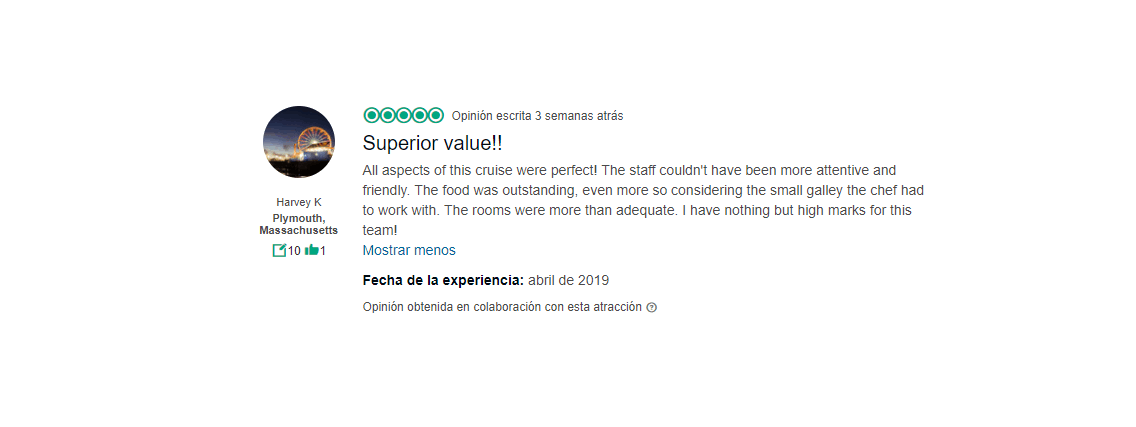 Opinión escrita 3 semanas atrás
Superior value!!
All aspects of this cruise were perfect! The staff couldn't have been more attentive and
friendly. The food was outstanding, even more so considering the small galley the chef had
to work with. The rooms were more than adequate. I have nothing but high marks for this
team!
Mostrar menos
Harvey K
Plymouth,
Massachusetts
10 1
Fecha de la experiencia: abril de 2019
Opinión obtenida en colaboración con esta atracción ?